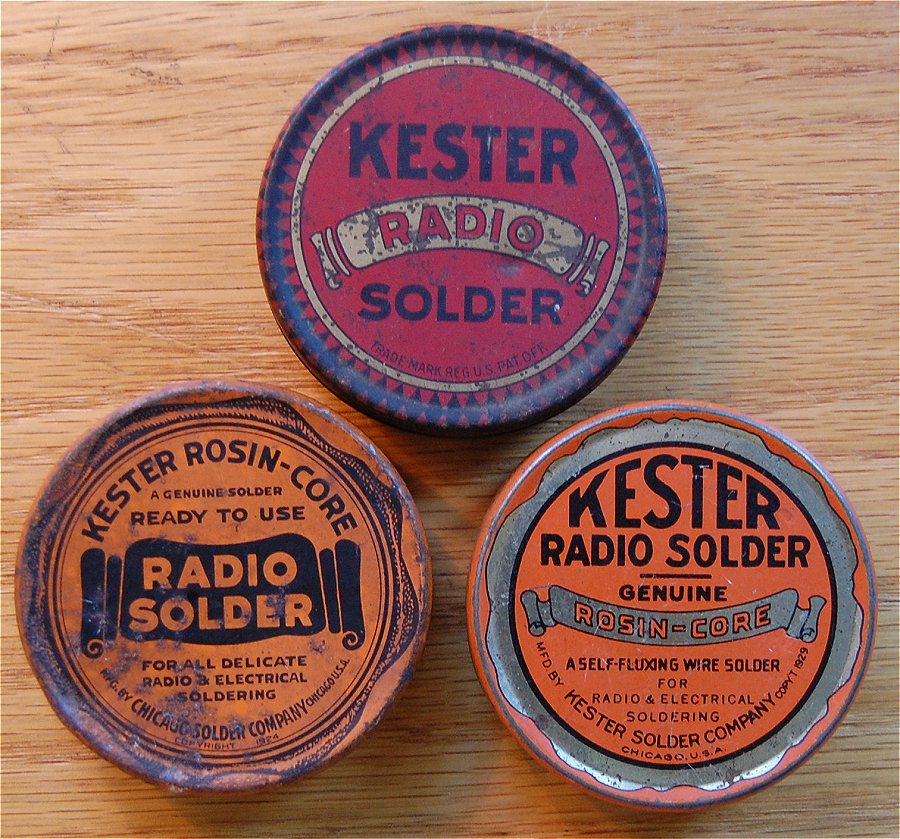 KESTER
RADIO
SOLDER
TRADE MARK REG. U.S. PAT. OFF.
KESTER ROSIN-CORE
A GENUINE SOLDER
READY TO USE
RADIO
SOLDER
FOR ALL DELICATE
RADIO & ELECTRICAL
SOLDERING
MFG. BY CHICAGO SOLDER COMPANY CHICAGO U.S.A.
COPYRIGHT 1924
KESTER
RADIO SOLDER
GENUINE
ROSIN-CORE
A SELF-FLUXING WIRE SOLDER
FOR
RADIO & ELECTRICAL
SOLDERING
MFD BY KESTER SOLDER COMPANY COPY'T 1929
CHICAGO, U.S.A.